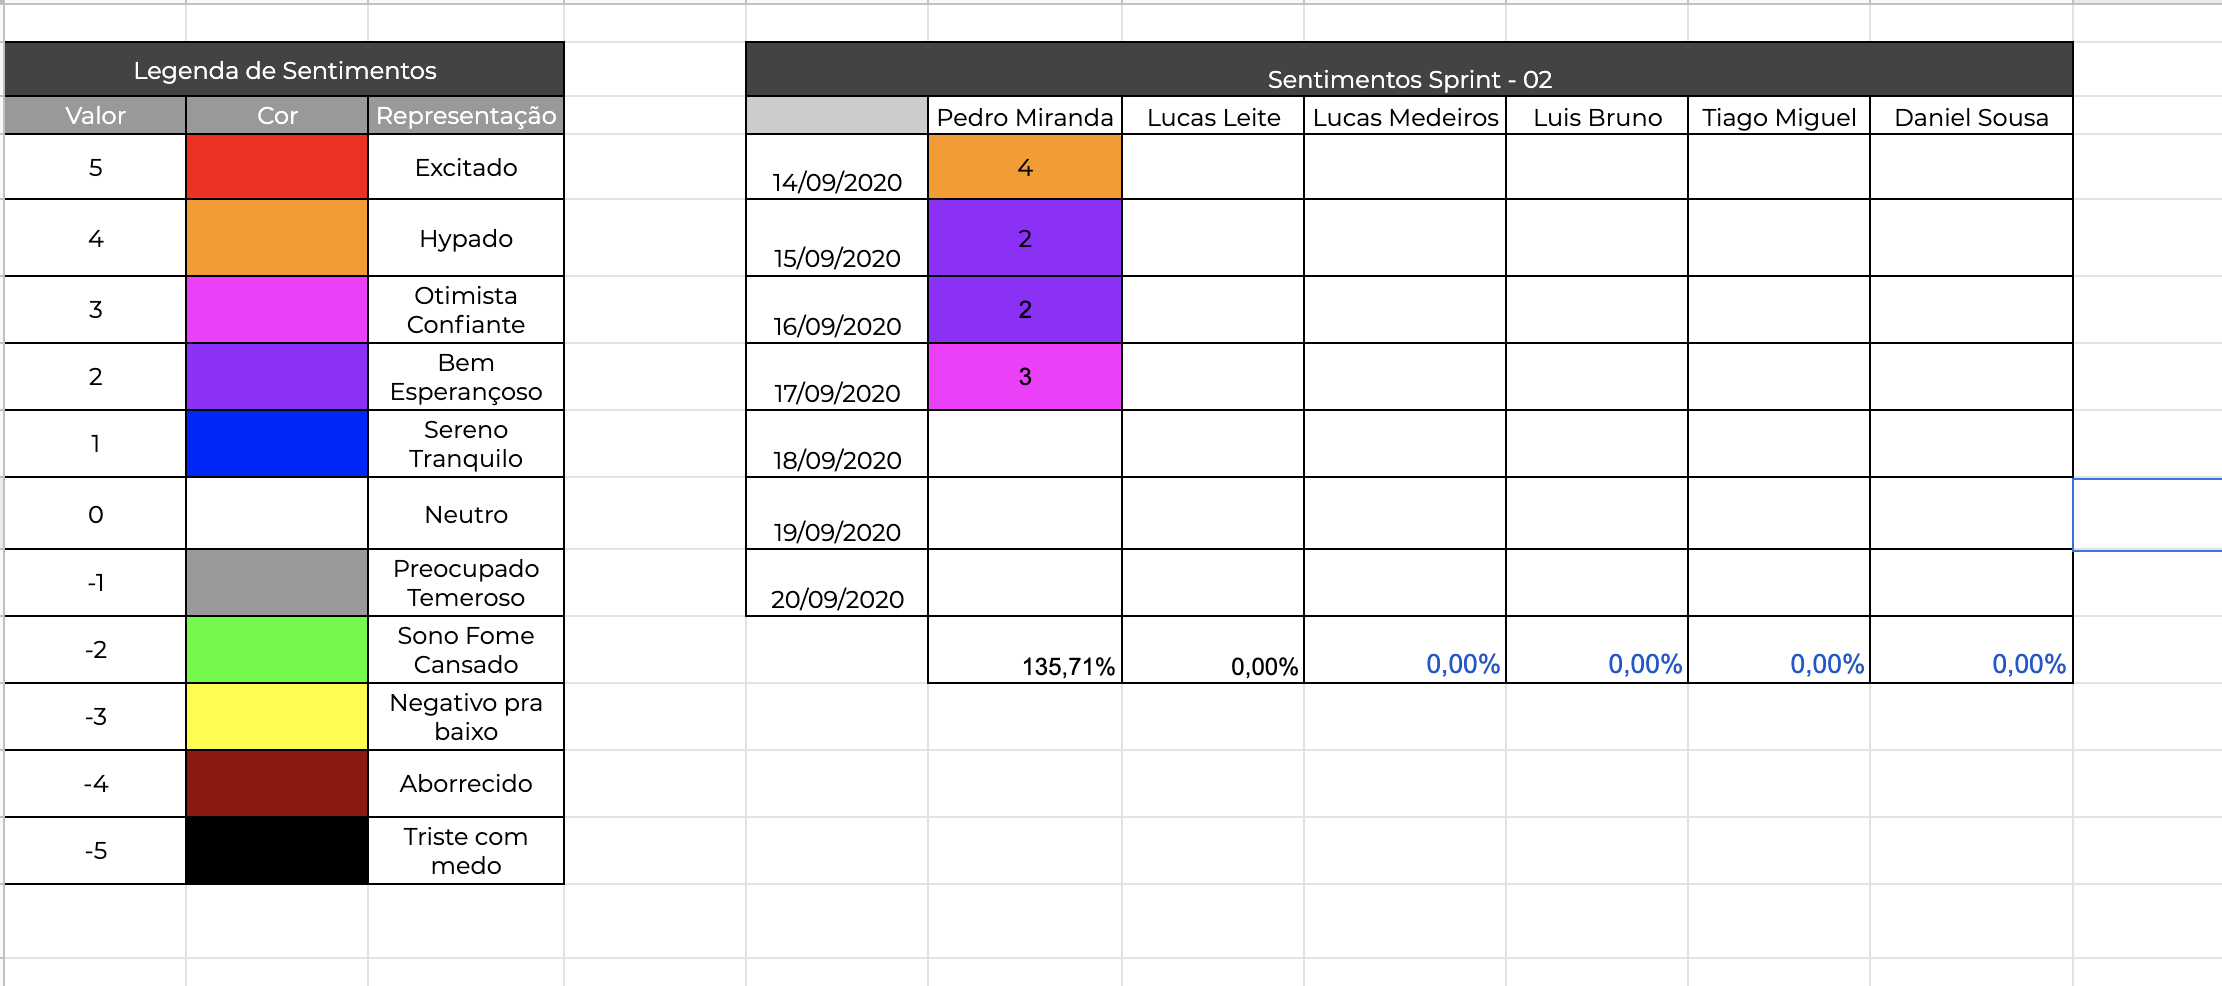 Legenda de Sentimentos
Valor Cor Representação
5 Excitado
4 Hypado
3 Otimista
Confiante
2 Bem
Esperançoso
1 Sereno
Tranquilo
0 Neutro
-1 Preocupado
Temeroso
-2 Sono Fome
Cansado
-3 Negativo pra
baixo
-4 Aborrecido
-5 Triste com
medo
Sentimentos Sprint - 02
Pedro Miranda Lucas Leite Lucas Medeiros Luis Bruno Tiago Miguel Daniel Sousa
14/09/2020 4
15/09/2020 2
16/09/2020 2
17/09/2020 3
18/09/2020
19/09/2020
20/09/2020
135,71% 0,00% 0,00% 0,00% 0,00% 0,00%